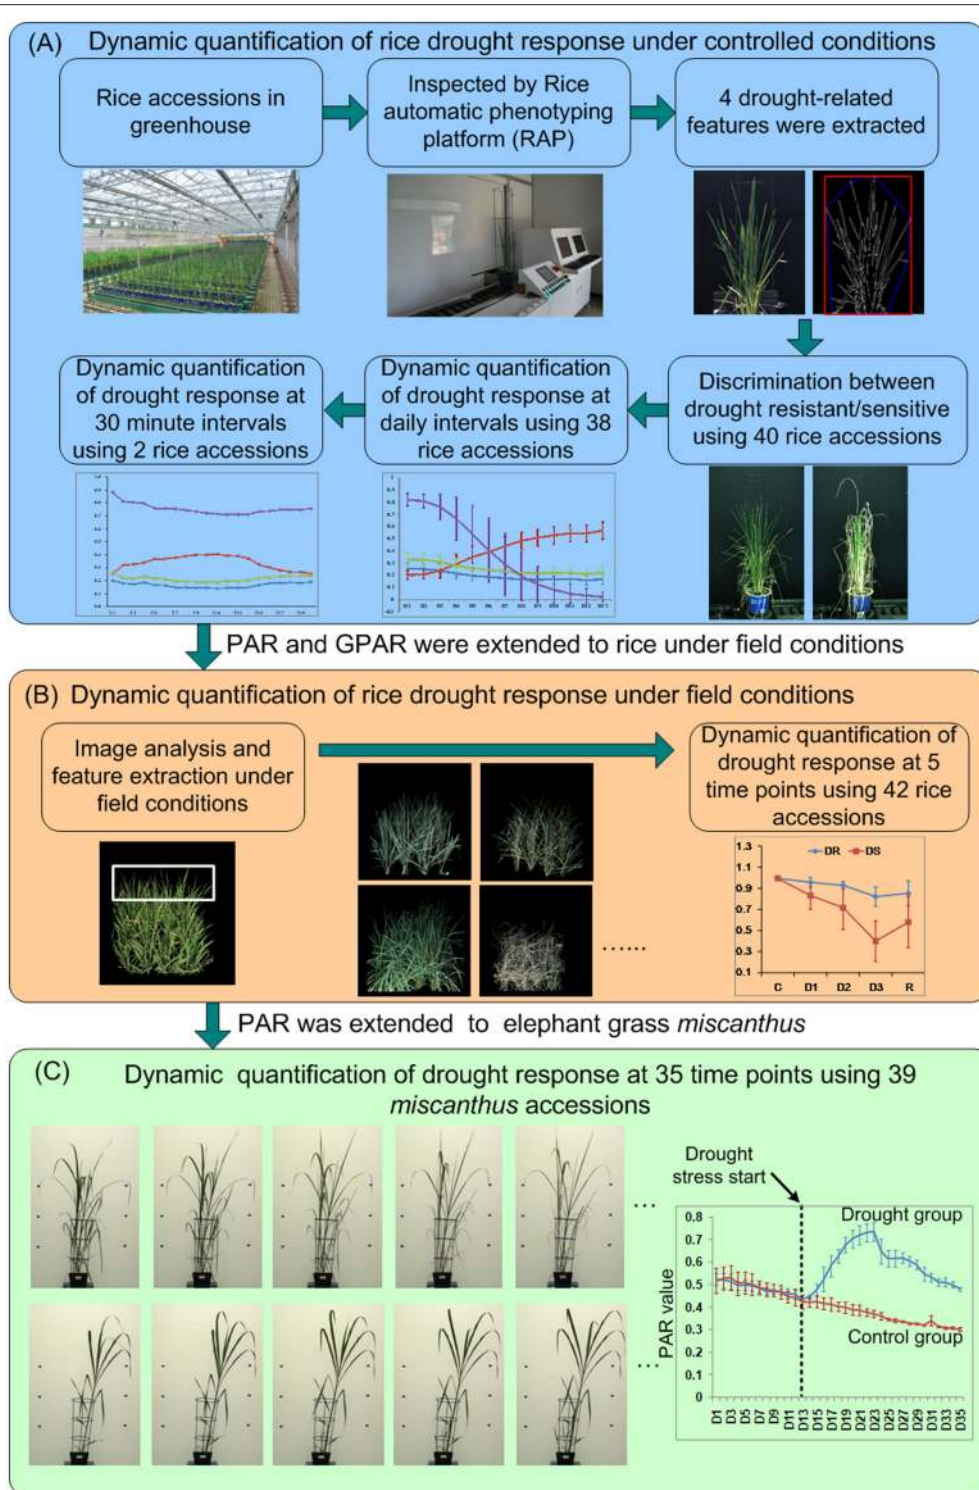 (A) Dynamic quantification of rice drought response under controlled conditions
Rice accessions in
greenhouse
Inspected by Rice
automatic phenotyping
platform (RAP)
4 drought-related
features were extracted
Dynamic quantification
of drought response at
30 minute intervals
using 2 rice accessions
Dynamic quantification
of drought response at
daily intervals using 38
rice accessions
Discrimination between
drought resistant/sensitive
using 40 rice accessions
PAR and GPAR were extended to rice under field conditions
(B) Dynamic quantification of rice drought response under field conditions
Image analysis and
feature extraction under
field conditions
......
Dynamic quantification of
drought response at 5
time points using 42 rice
accessions
DR DS
1.3
0.9
0.7
0.5
0.3
0.1
C D1 D2 D3 R
PAR was extended to elephant grass miscanthus
(C) Dynamic quantification of drought response at 35 time points using 39
miscanthus accessions
...
...
Drought
stress start
Drought group
Control group
PAR value
0.8
0.7
0.6
0.5
0.4
0.3
0.2
0.1
0
D1 D3 D5 D7 D9 D11 D13 D15 D17 D19 D21 D23 D25 D27 D29 D31 D33 D35